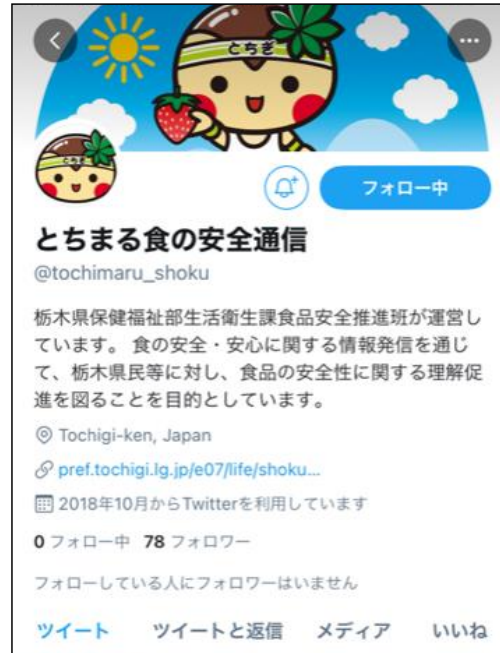 とちぎ
とちぎ
フォロー中
とちまる食の安全通信
@tochimaru_shoku
栃木県保健福祉部生活衛生課食品安全推進班が運営し
ています。 食の安全・安心に関する情報発信を通じ
て、栃木県民等に対し、食品の安全性に関する理解促
進を図ることを目的としています。
Tochigi-ken, Japan
pref.tochigi.lg.jp/e07/life/shoku...
2018年10月からTwitterを利用しています
0 フォロー中 78 フォロワー
フォローしている人にフォロワーはいません
ツイート ツイートと返信 メディア いいね